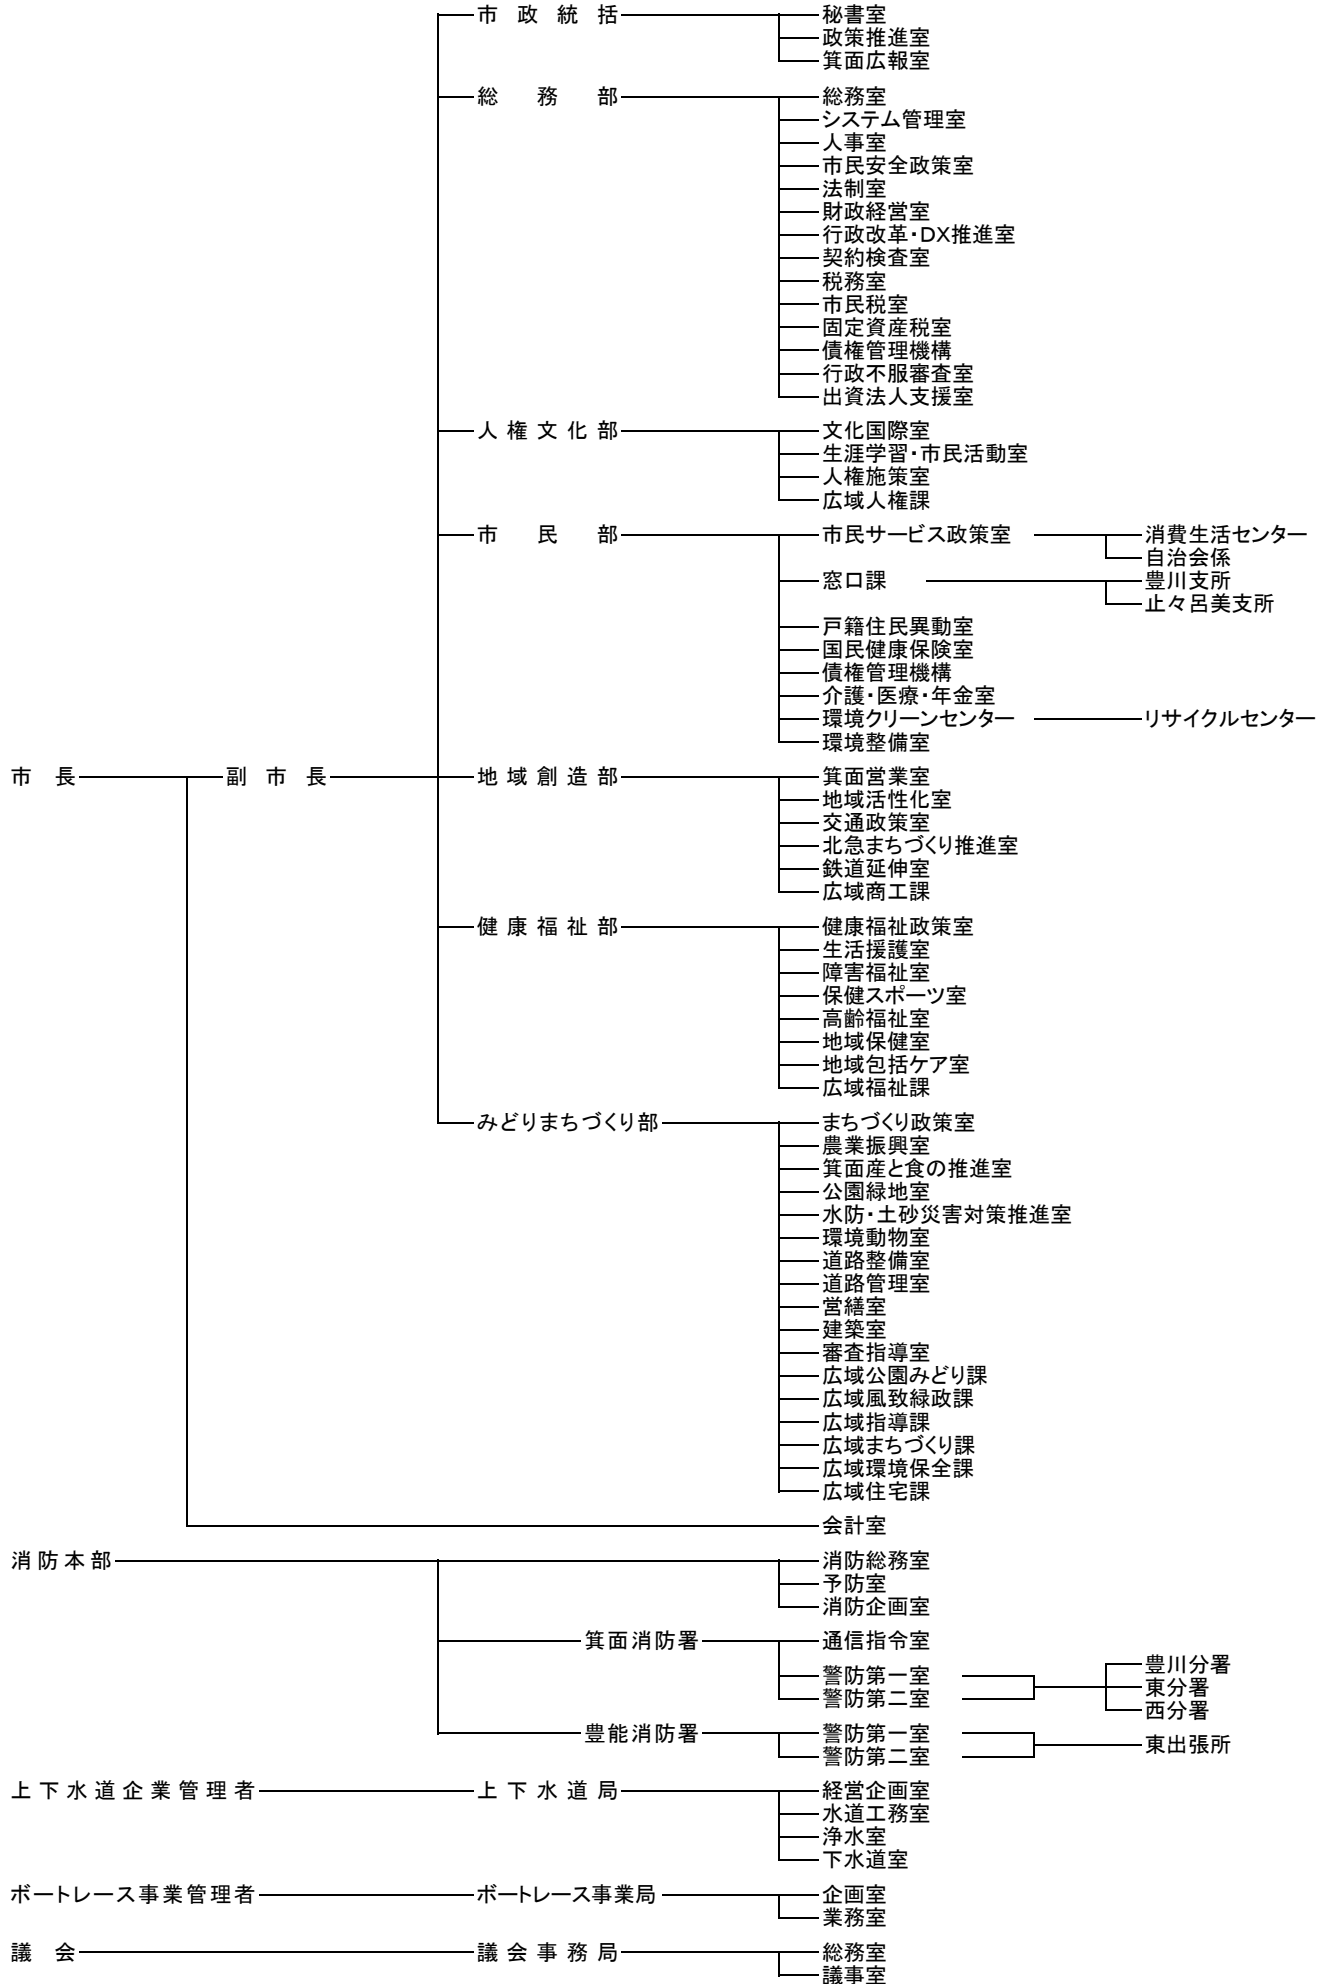 市政統括 秘書室
政策推進室
箕面広報室
総務部 総務室
システム管理室
人事室
市民安全政策室
法制室
財政経営室
行政改革・DX推進室
契約検査室
税務室
市民税室
固定資産税室
債権管理機構
行政不服審査室
出資法人支援室
人権文化部 文化国際室
生涯学習・市民活動室
人権施策室
広域人権課
市民部 市民サービス政策室 消費生活センター
自治会係
窓口課 豊川支所
止々呂美支所
戸籍住民異動室
国民健康保険室
債権管理機構
介護・医療・年金室
環境クリーンセンター リサイクルセンター
環境整備室
市長 副市長 地域創造部 箕面営業室
地域活性化室
交通政策室
北急まちづくり推進室
鉄道延伸室
広域商工課
健康福祉部 健康福祉政策室
生活援護室
障害福祉室
保健スポーツ室
高齢福祉室
地域保健室
地域包括ケア室
広域福祉課
みどりまちづくり部 まちづくり政策室
農業振興室
箕面産と食の推進室
公園緑地室
水防・土砂災害対策推進室
環境動物室
道路整備室
道路管理室
営繕室
建築室
審査指導室
広域公園みどり課
広域風致緑政課
広域指導課
広域まちづくり課
広域環境保全課
広域住宅課
会計室
消防本部 消防総務室
予防室
消防企画室
箕面消防署 通信指令室
豊川分署
警防第一室
東分署
警防第二室
西分署
豊能消防署 警防第一室
東出張所
警防第二室
上下水道企業管理者 上下水道局 経営企画室
水道工務室
浄水室
下水道室
ボートレース事業管理者 ボートレース事業局 企画室
業務室
議会 議会事務局 総務室
議事室